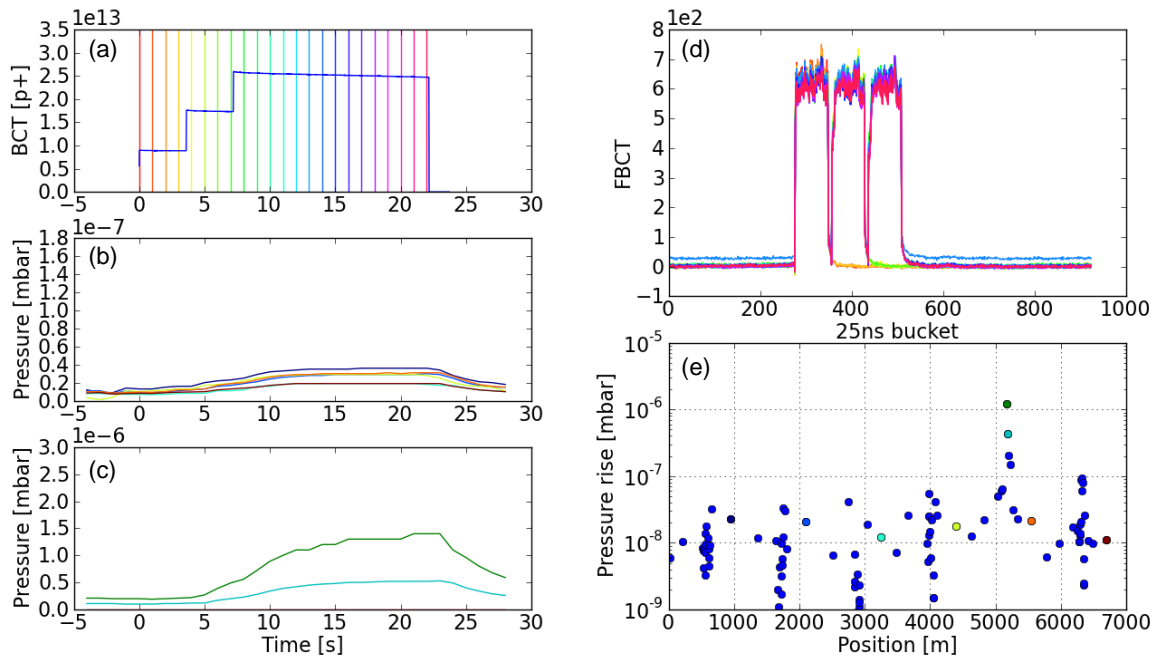 1e13
(a)
BCT [p+]
3.5
3.0
2.5
2.0
1.5
1.0
0.5
0.0
−5 0 5 10 15 20 25 30
1e-7
(b)
Pressure [mbar]
1.8
1.6
1.4
1.2
1.0
0.8
0.6
0.4
0.2
0.0
−5 0 5 10 15 20 25 30
1e-6
(c)
Pressure [mbar]
3.0
2.5
2.0
1.5
1.0
0.5
0.0
−5 0 5 10 15 20 25 30
Time [s]
8e2
(d)
FBCT
8
7
6
5
4
3
2
1
0
−1
0 200 400 600 800 1000
25ns bucket
(e)
Pressure rise [mbar]
10⁻⁵
10⁻⁶
10⁻⁷
10⁻⁸
10⁻⁹
0 1000 2000 3000 4000 5000 6000 7000
Position [m]